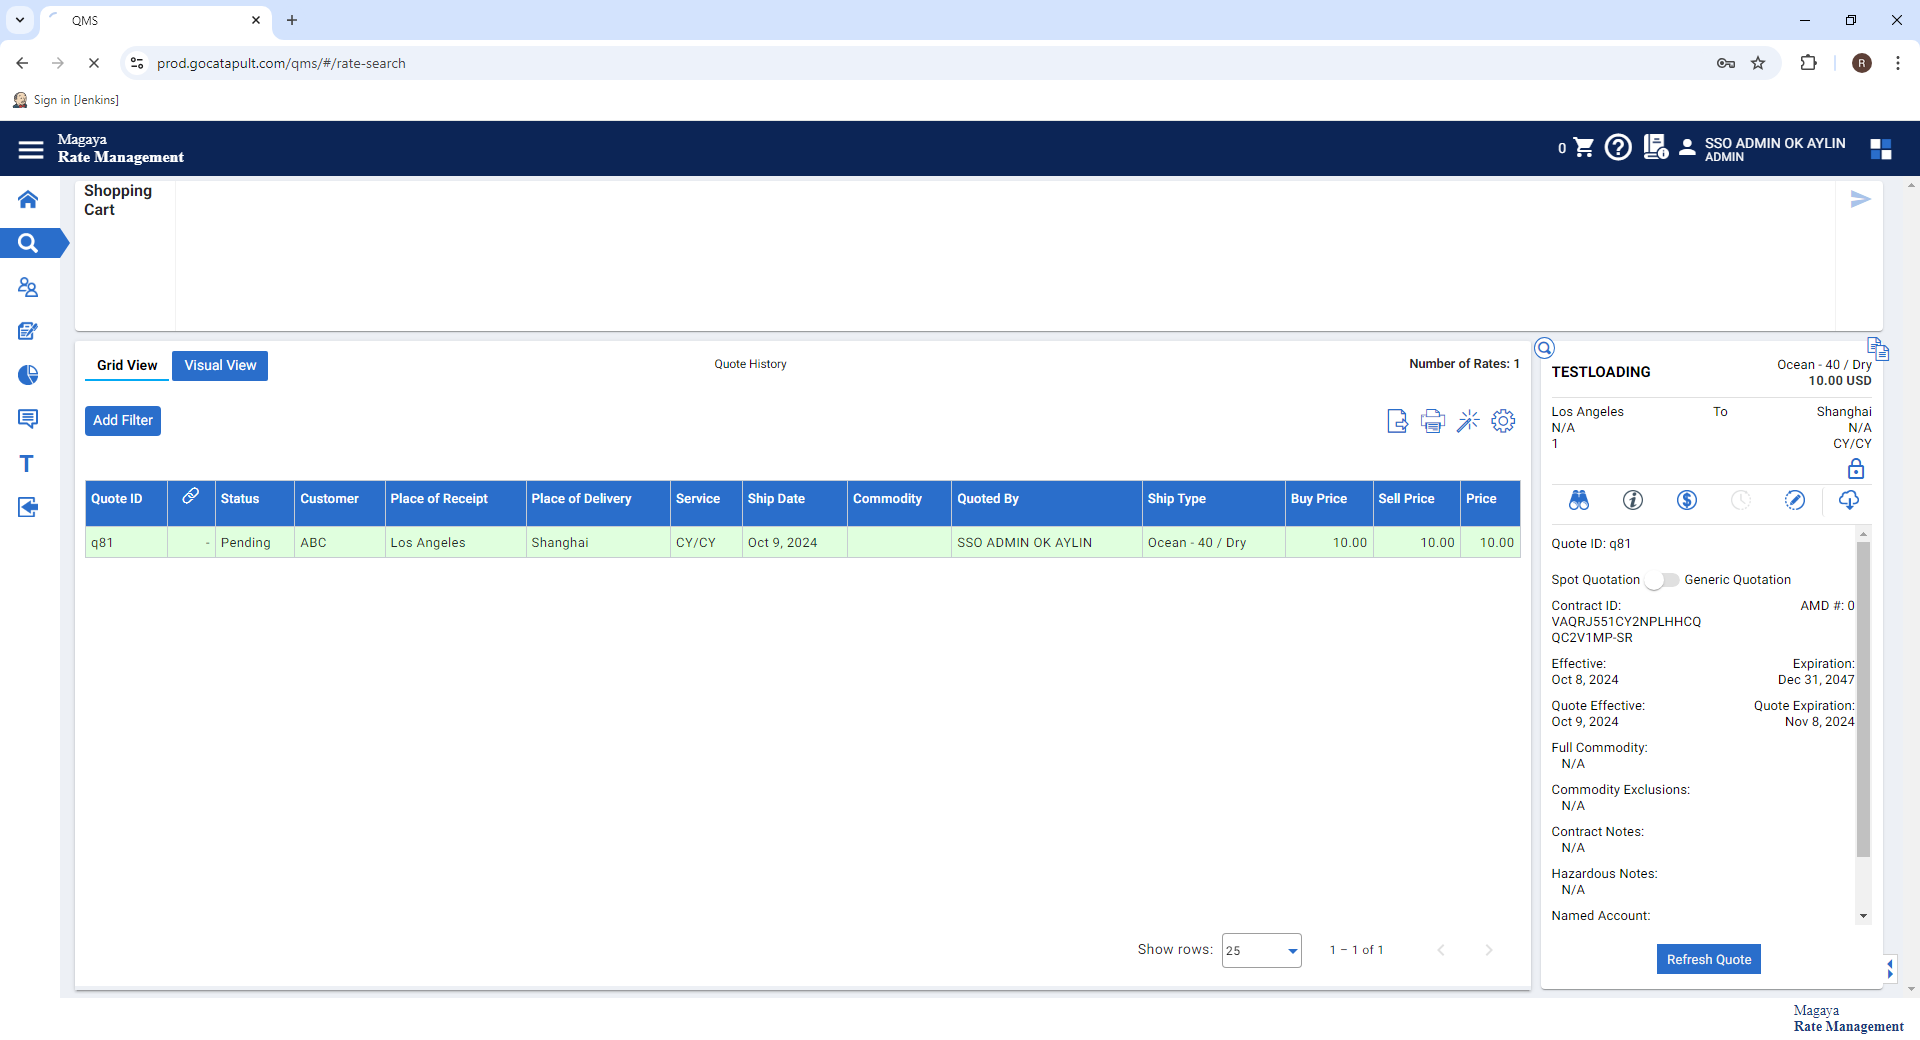 QMS
prod.gocatapult.com/qms/#/rate-search
R
Sign in [Jenkins]
Magaya
Rate Management
0
SSO ADMIN OK AYLIN
ADMIN
Shopping
Cart
Grid View
Visual View
Quote History
Number of Rates: 1
Add Filter
Quote ID Status Customer Place of Receipt Place of Delivery Service Ship Date Commodity Quoted By Ship Type Buy Price Sell Price Price
q81 - Pending ABC Los Angeles Shanghai CY/CY Oct 9, 2024 SSO ADMIN OK AYLIN Ocean - 40 / Dry 10.00 10.00 10.00
Show rows: 25 1 – 1 of 1
TESTLOADING
Ocean - 40 / Dry
10.00 USD
Los Angeles To Shanghai
N/A N/A
1 CY/CY
Quote ID: q81
Spot Quotation Generic Quotation
Contract ID: AMD #: 0
VAQRJ551CY2NPLHHCQ
QC2V1MP-SR
Effective: Expiration:
Oct 8, 2024 Dec 31, 2047
Quote Effective: Quote Expiration:
Oct 9, 2024 Nov 8, 2024
Full Commodity:
N/A
Commodity Exclusions:
N/A
Contract Notes:
N/A
Hazardous Notes:
N/A
Named Account:
Refresh Quote
Magaya
Rate Management